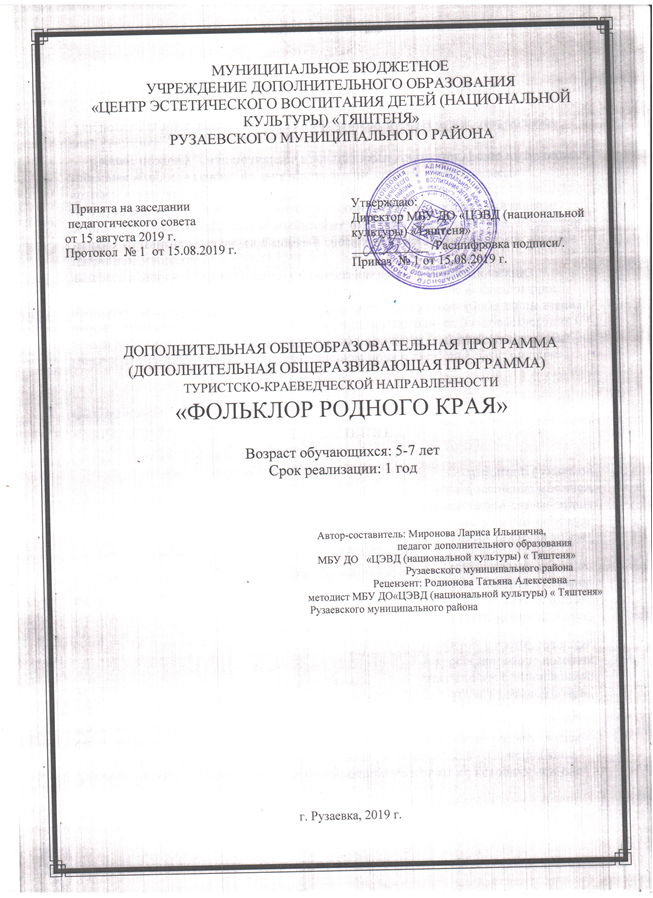 МУНИЦИПАЛЬНОЕ БЮДЖЕТНОЕ
УЧРЕЖДЕНИЕ ДОПОЛНИТЕЛЬНОГО ОБРАЗОВАНИЯ
«ЦЕНТР ЭСТЕТИЧЕСКОГО ВОСПИТАНИЯ ДЕТЕЙ (НАЦИОНАЛЬНОЙ
КУЛЬТУРЫ) «ТЯШТЕНЯ»
РУЗАЕВСКОГО МУНИЦИПАЛЬНОГО РАЙОНА
Принята на заседании
педагогического совета
от 15 августа 2019 г.
Протокол № 1 от 15.08.2019 г.
Утверждаю:
Директор МБУ ДО «ЦЭВД (национальной
культуры) «Тяштеня»
/Расшифровка подписи/.
Приказ № 1 от 15.08.2019 г.
ДОПОЛНИТЕЛЬНАЯ ОБЩЕОБРАЗОВАТЕЛЬНАЯ ПРОГРАММА
(ДОПОЛНИТЕЛЬНАЯ ОБЩЕРАЗВИВАЮЩАЯ ПРОГРАММА)
ТУРИСТСКО-КРАЕВЕДЧЕСКОЙ НАПРАВЛЕННОСТИ
«ФОЛЬКЛОР РОДНОГО КРАЯ»
Возраст обучающихся: 5-7 лет
Срок реализации: 1 год
Автор-составитель: Миронова Лариса Ильинична,
педагог дополнительного образования
МБУ ДО «ЦЭВД (национальной культуры) « Тяштеня»
Рузаевского муниципального района
Рецензент: Родионова Татьяна Алексеевна –
методист МБУ ДО«ЦЭВД (национальной культуры) « Тяштеня»
Рузаевского муниципального района
г. Рузаевка, 2019 г.